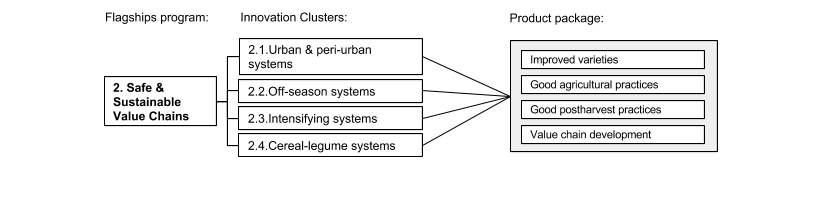 Flagships program:
Innovation Clusters:
Product package:
2. Safe &
Sustainable
Value Chains
2.1.Urban & peri-urban
systems
2.2.Off-season systems
2.3.Intensifying systems
2.4.Cereal-legume systems
Improved varieties
Good agricultural practices
Good postharvest practices
Value chain development